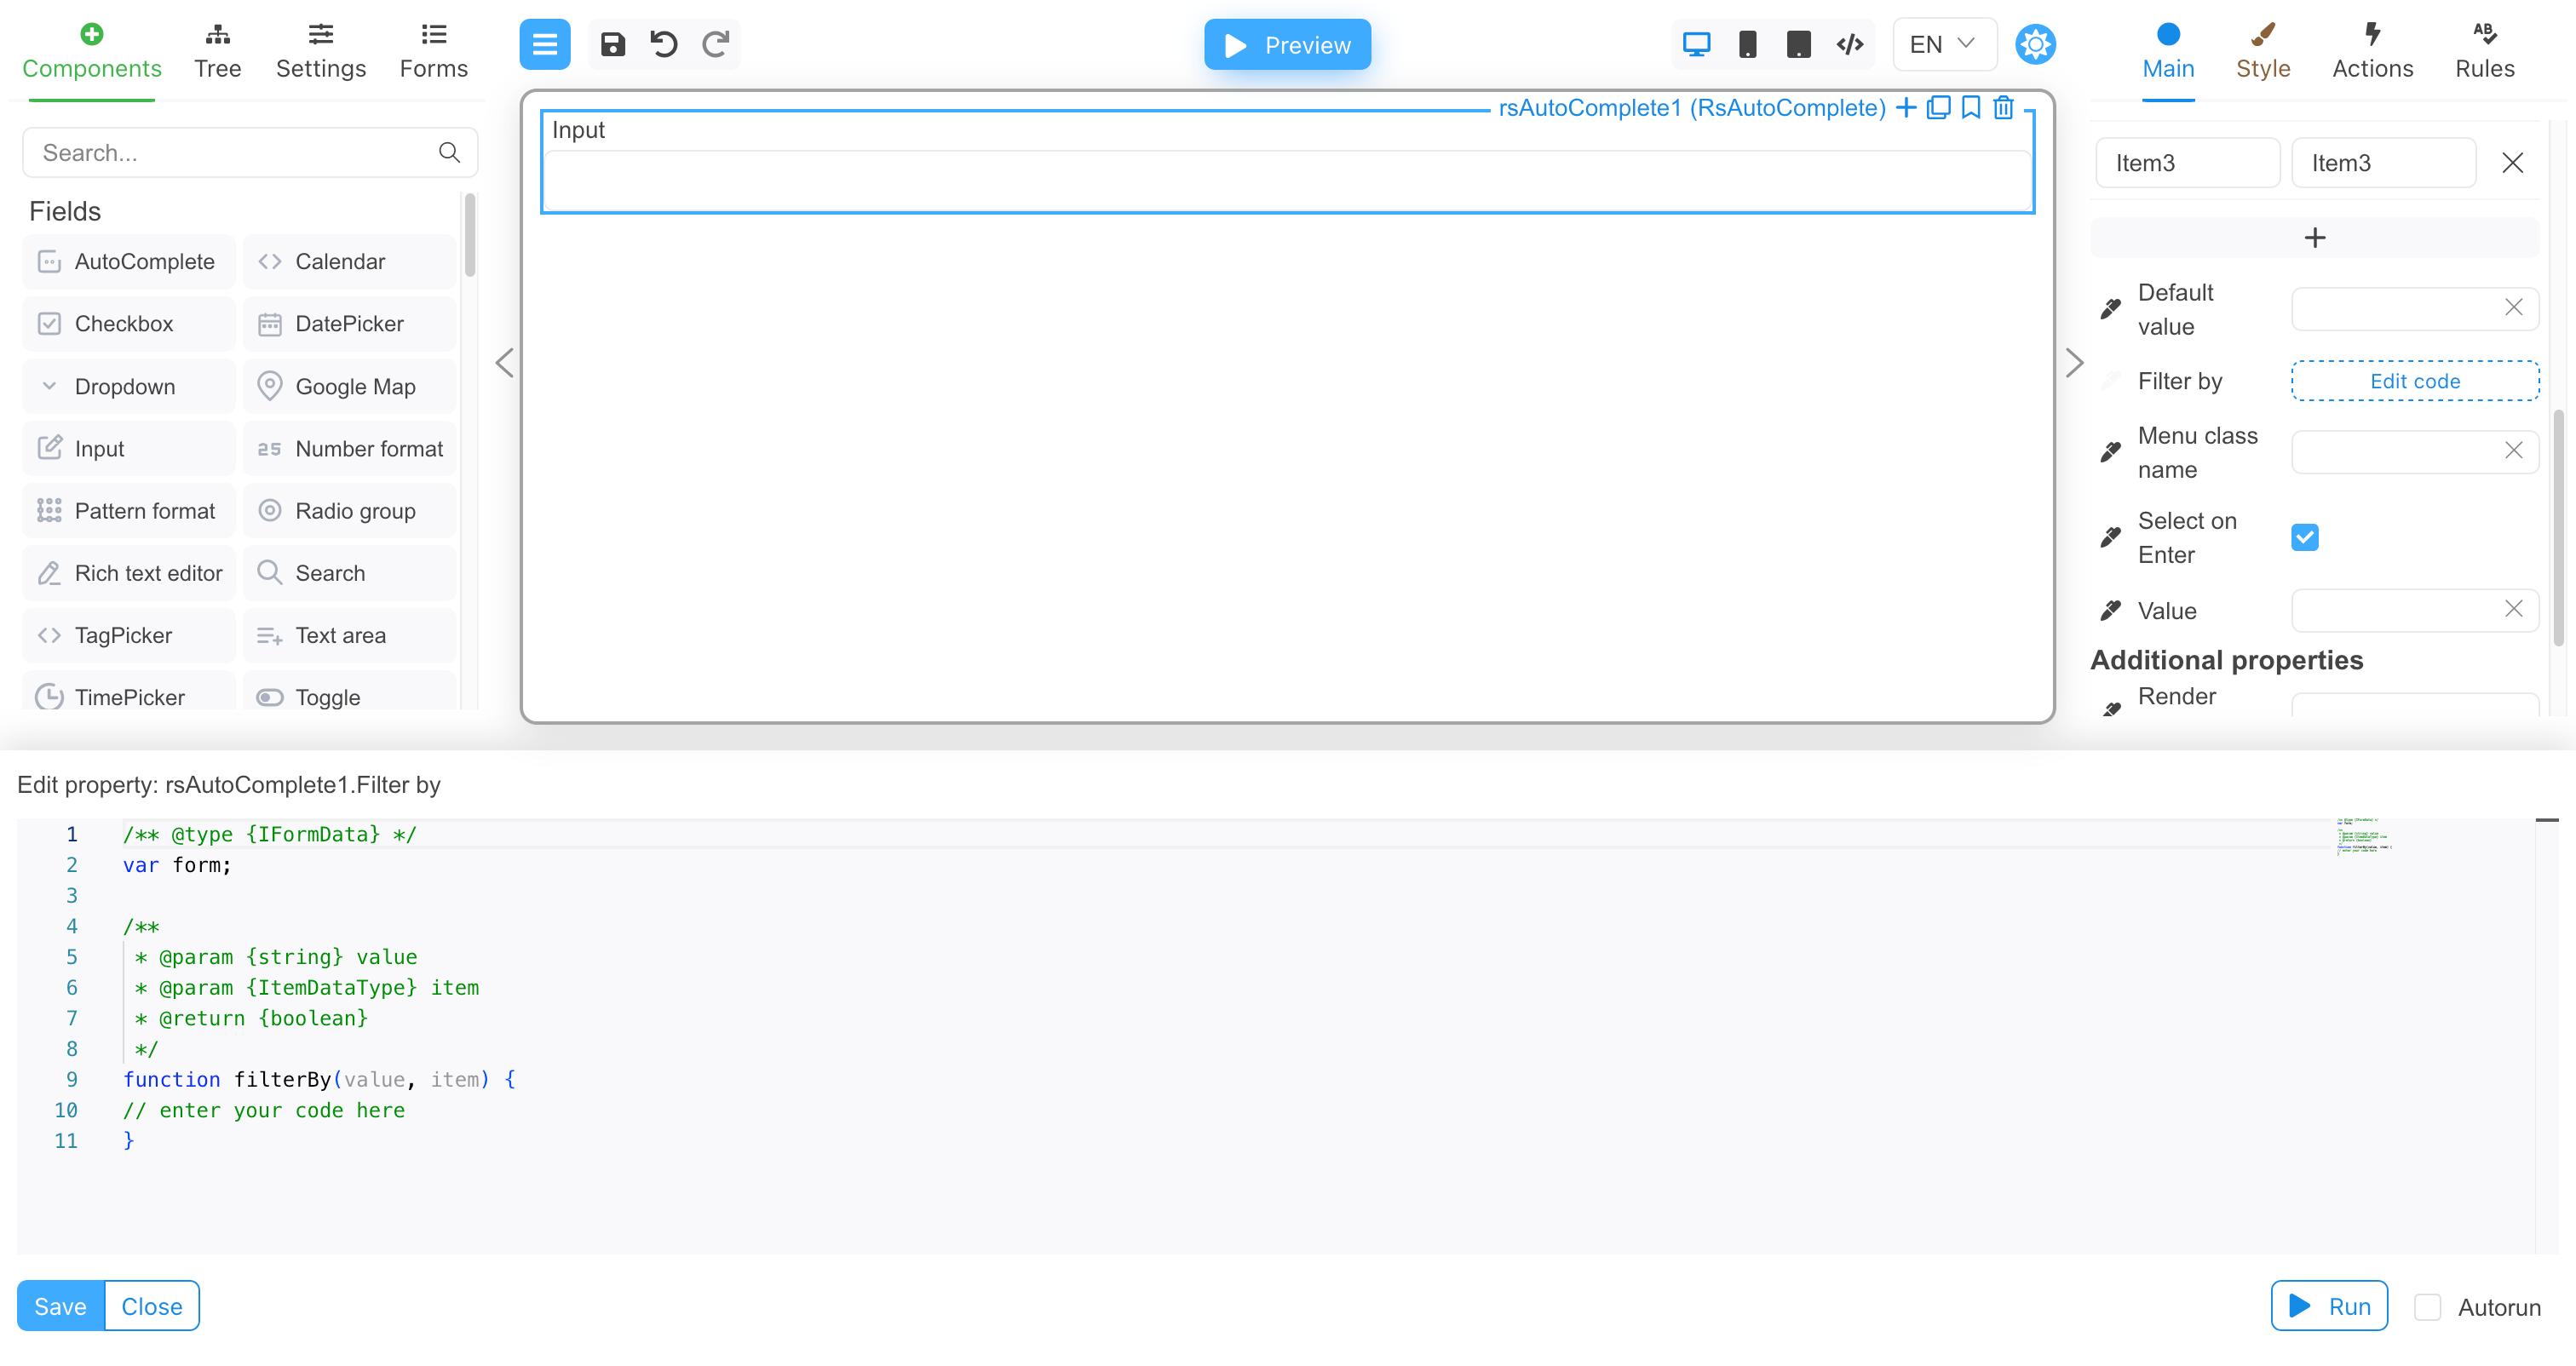 Components
Tree
Settings
Forms
Preview
EN
Main
Style
Actions
Rules
Search...
Fields
AutoComplete
Calendar
Checkbox
DatePicker
Dropdown
Google Map
Input
Number format
Pattern format
Radio group
Rich text editor
Search
TagPicker
Text area
TimePicker
Toggle
rsAutoComplete1 (RsAutoComplete)
Input
Item3
Item3
Default
value
Filter by
Edit code
Menu class
name
Select on
Enter
Value
Additional properties
Render
Edit property: rsAutoComplete1.Filter by
1 /** @type {IFormData} */
2 var form;
3
4 /**
5 * @param {string} value
6 * @param {ItemDataType} item
7 * @return {boolean}
8 */
9 function filterBy(value, item) {
10 // enter your code here
11 }
Save
Close
Run
Autorun